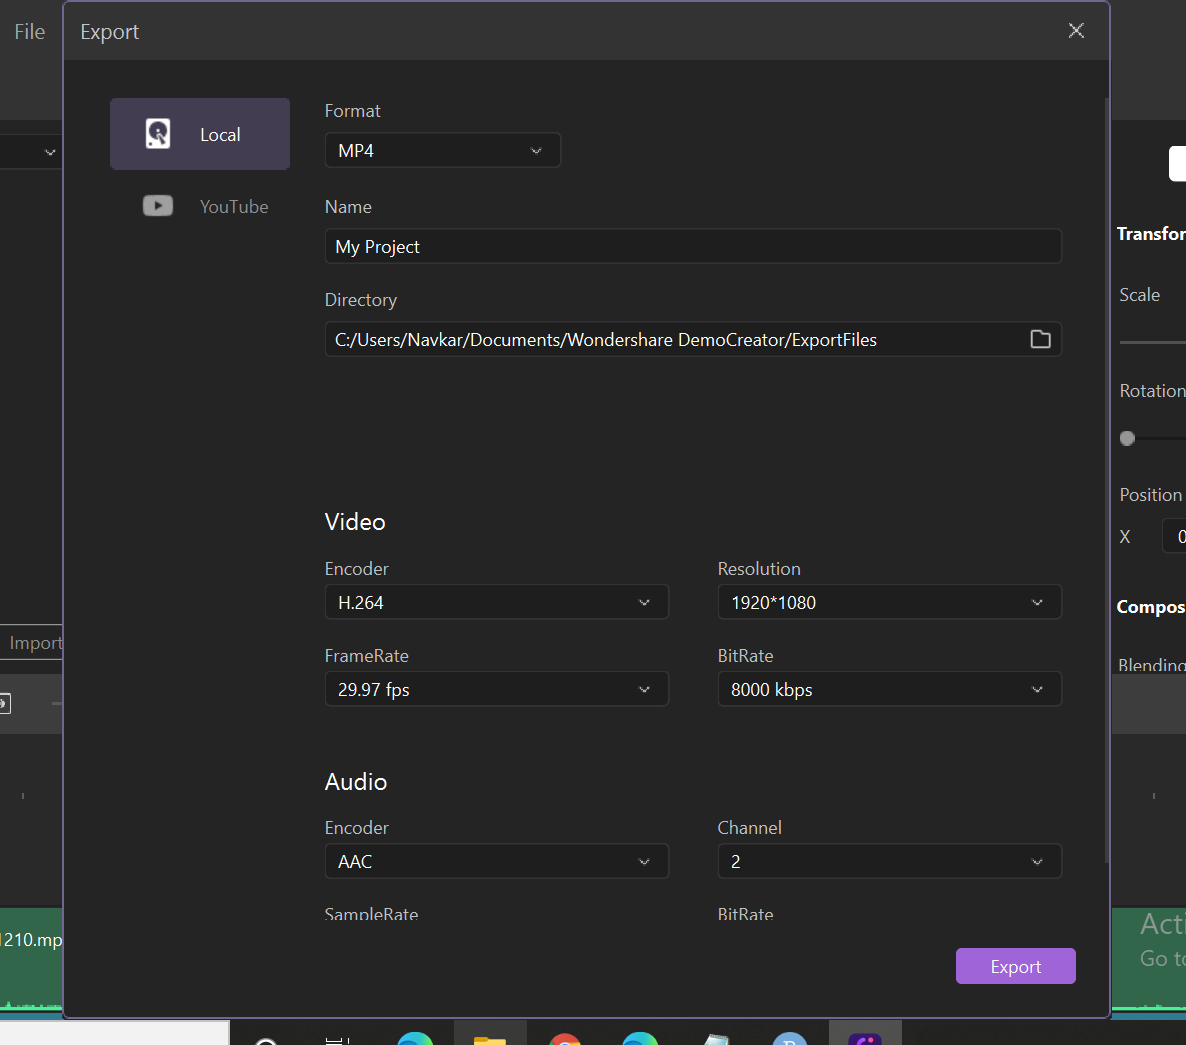 File
Export
Local
YouTube
Format
MP4
Name
My Project
Directory
C:/Users/Navkar/Documents/Wondershare DemoCreator/ExportFiles
Video
Encoder
Resolution
H.264
1920*1080
FrameRate
BitRate
29.97 fps
8000 kbps
Audio
Encoder
Channel
AAC
2
SampleRate
BitRate
Export
Import
1210.mp
Transfor
Scale
Rotation
Position
X
0
Compos
Blending
Acti
Go to